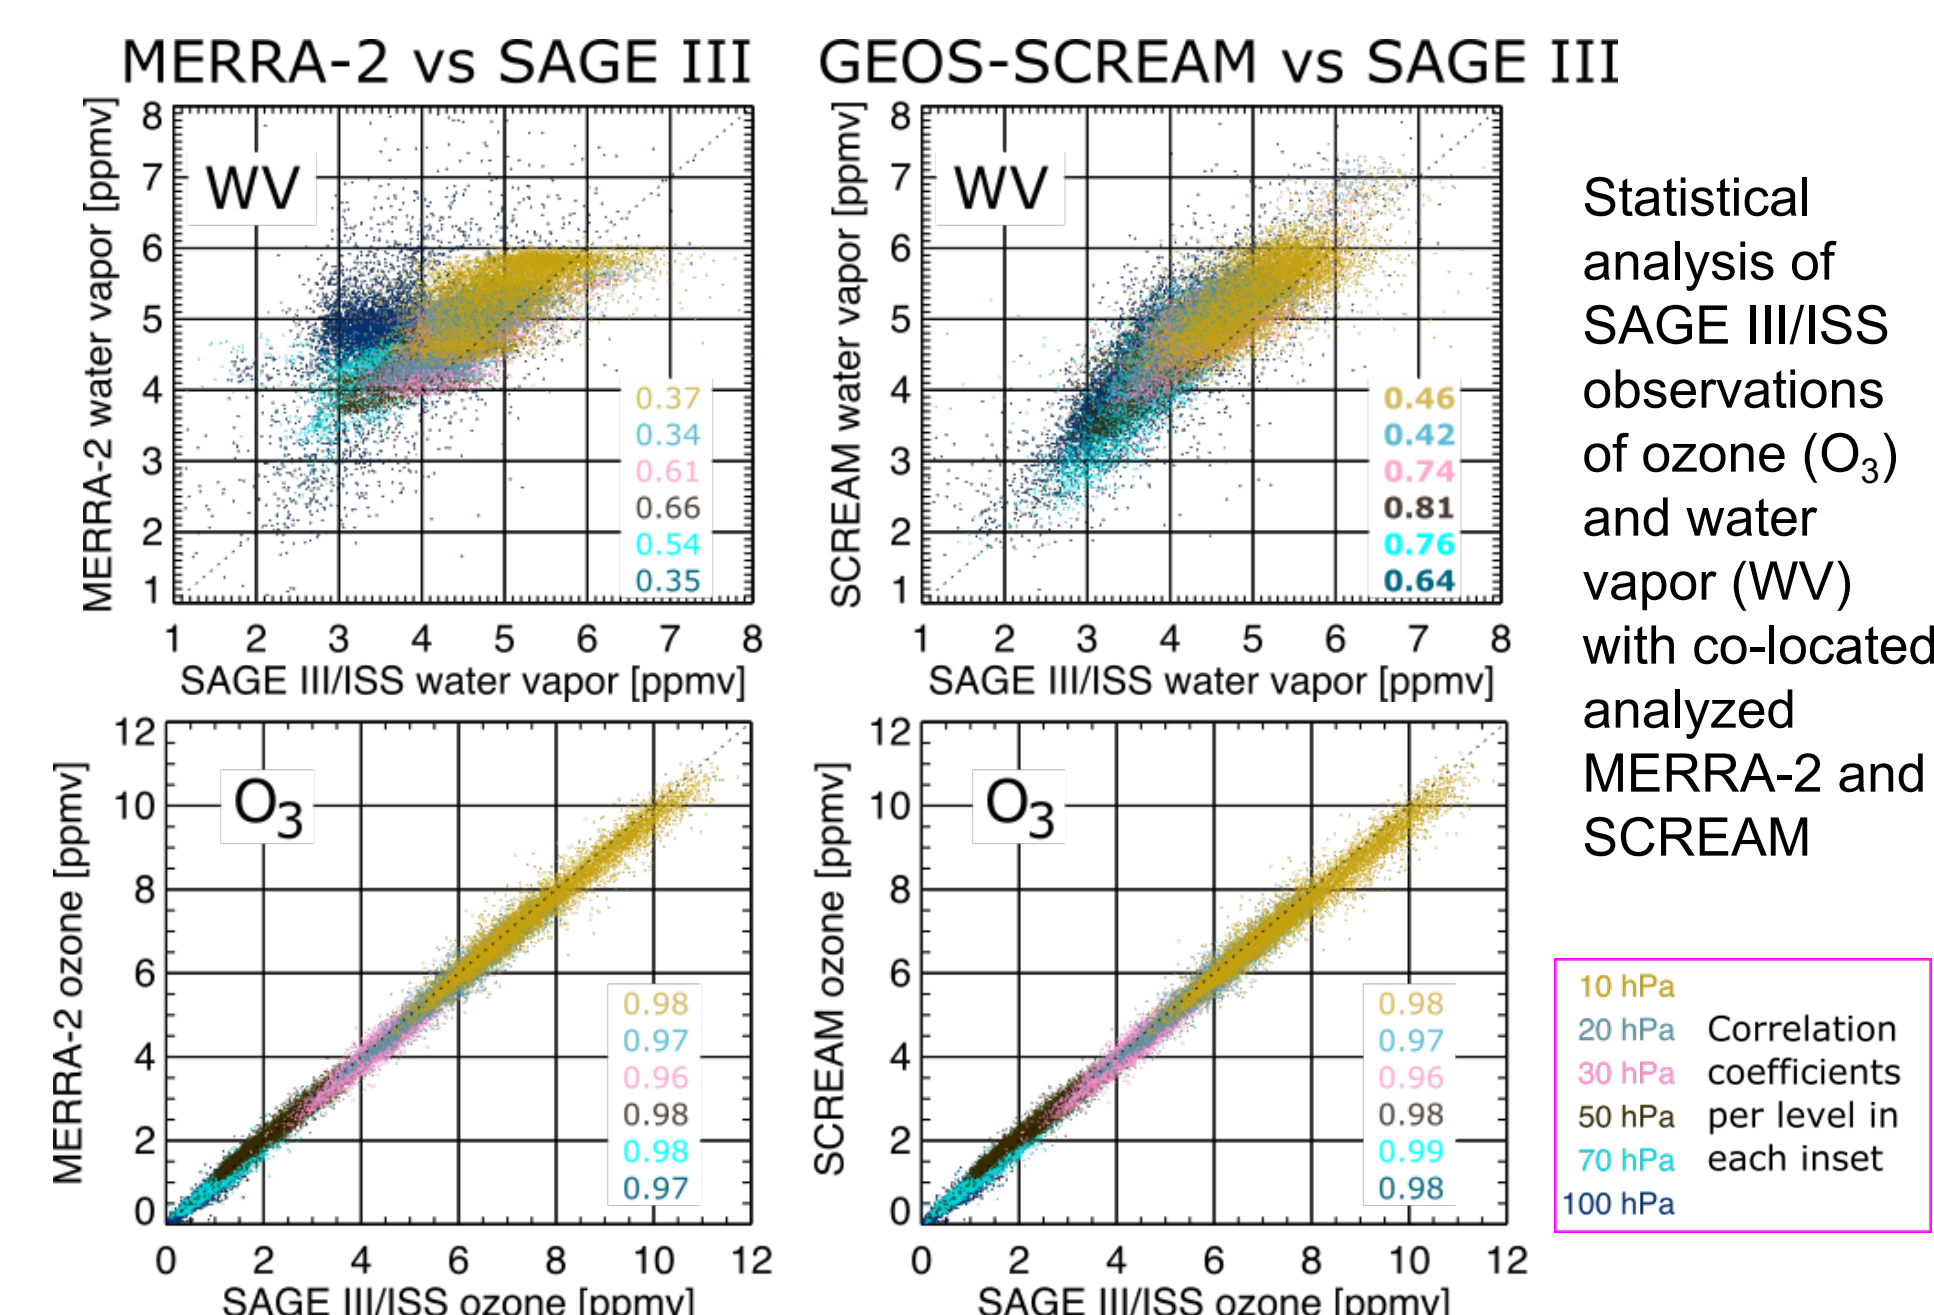 MERRA-2 vs SAGE III
GEOS-SCREAM vs SAGE III
MERRA-2 water vapor [ppmv]
8
7
6
5
4
3
2
1
WV
0.37
0.34
0.61
0.66
0.54
0.35
1 2 3 4 5 6 7 8
SAGE III/ISS water vapor [ppmv]
SCREAM water vapor [ppmv]
8
7
6
5
4
3
2
1
WV
0.46
0.42
0.74
0.81
0.76
0.64
1 2 3 4 5 6 7 8
SAGE III/ISS water vapor [ppmv]
MERRA-2 ozone [ppmv]
12
10
8
6
4
2
0
O₃
0.98
0.97
0.96
0.98
0.98
0.97
0 2 4 6 8 10 12
SAGE III/ISS ozone [ppmv]
SCREAM ozone [ppmv]
12
10
8
6
4
2
0
O₃
0.98
0.97
0.96
0.98
0.99
0.98
0 2 4 6 8 10 12
SAGE III/ISS ozone [ppmv]
Statistical
analysis of
SAGE III/ISS
observations
of ozone (O₃)
and water
vapor (WV)
with co-located
analyzed
MERRA-2 and
SCREAM
10 hPa
20 hPa
30 hPa
50 hPa
70 hPa
100 hPa
Correlation
coefficients
per level in
each inset